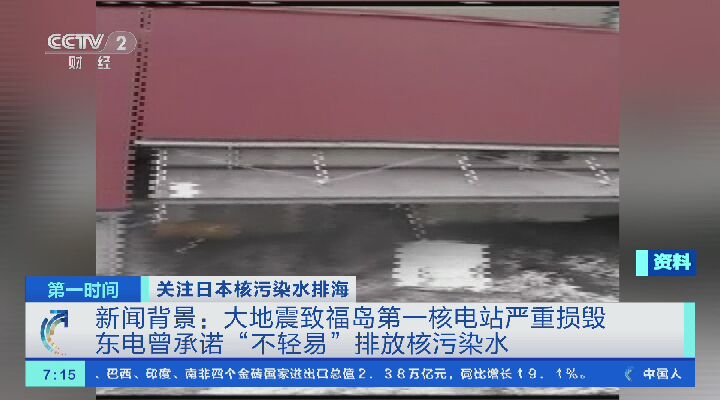 CCTV 2
财经
资料
第一时间
关注日本核污染水排海
新闻背景：大地震致福岛第一核电站严重损毁
东电曾承诺“不轻易”排放核污染水
7:15 、巴西、印度、南非四个金砖国家进出口总值2.38万亿元，同比增长19.1%。 中国人